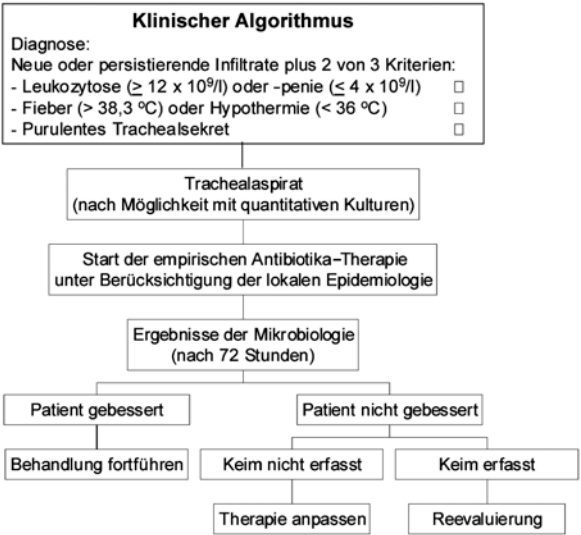 Klinischer Algorithmus
Diagnose:
Neue oder persistierende Infiltrate plus 2 von 3 Kriterien:
- Leukozytose (≥ 12 x 10⁹/l) oder -penie (≤ 4 x 10⁹/l) □
- Fieber (> 38,3 ºC) oder Hypothermie (< 36 ºC) □
- Purulentes Trachealsekret □
Trachealaspirat
(nach Möglichkeit mit quantitativen Kulturen)
Start der empirischen Antibiotika-Therapie
unter Berücksichtigung der lokalen Epidemiologie
Ergebnisse der Mikrobiologie
(nach 72 Stunden)
Patient gebessert
Patient nicht gebessert
Behandlung fortführen
Keim nicht erfasst
Keim erfasst
Therapie anpassen
Reevaluierung